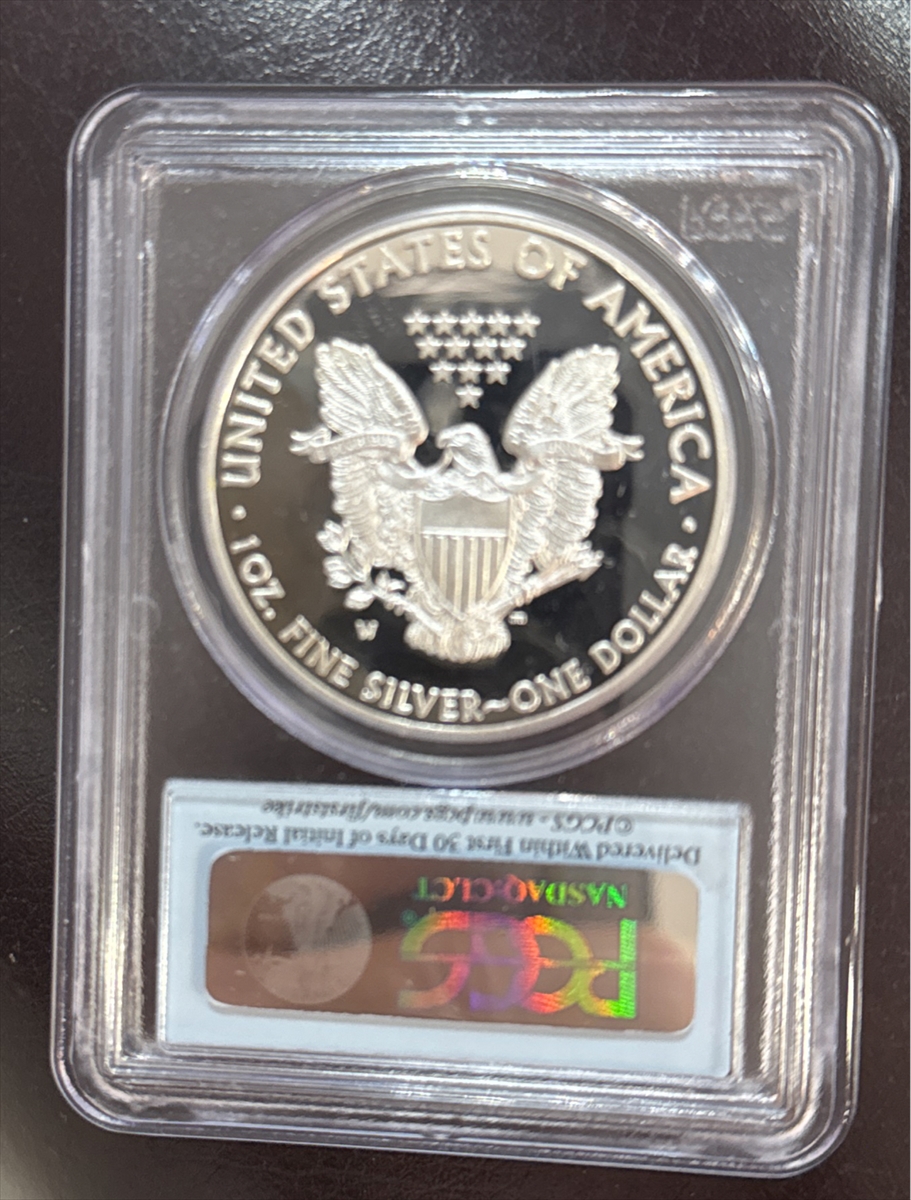 UNITED STATES OF AMERICA
1 OZ. FINE SILVER~ONE DOLLAR
W
PCGS
NASDAQ:CLCT
Delivered Within First 30 Days of Initial Release.
©PCGS - www.pcgs.com/firststrike
PCGS